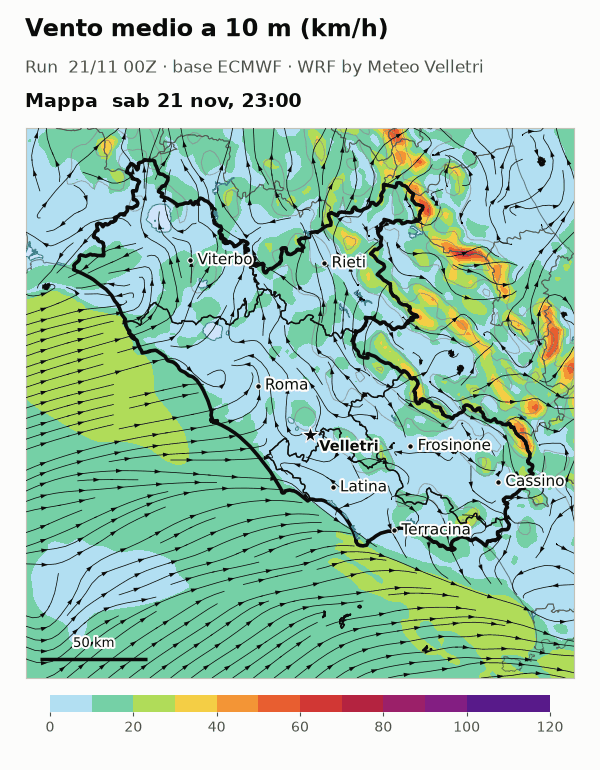 Vento medio a 10 m (km/h)
Run 21/11 00Z · base ECMWF · WRF by Meteo Velletri
Mappa sab 21 nov, 23:00
Viterbo
Rieti
Roma
Velletri
Frosinone
Cassino
Latina
Terracina
50 km
0 20 40 60 80 100 120